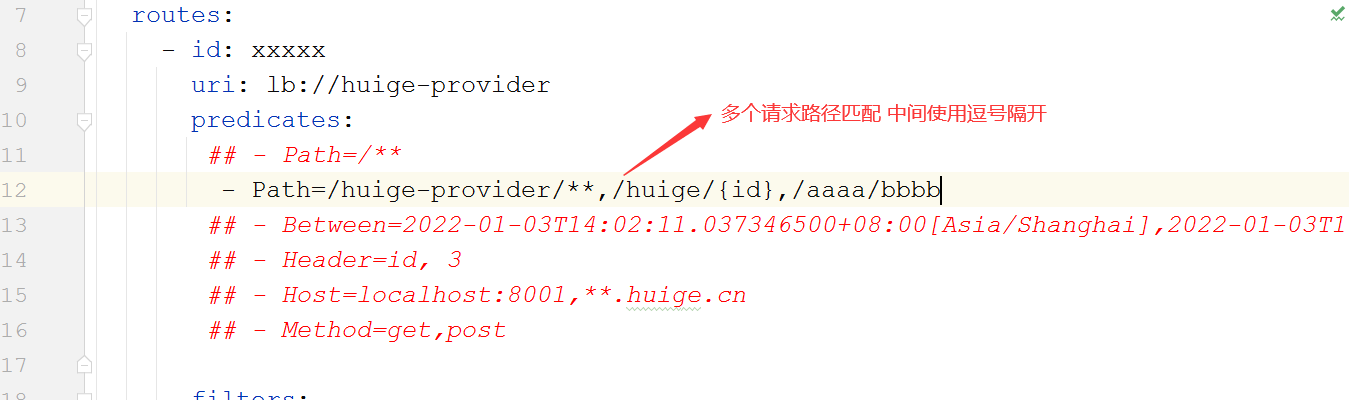 7 routes:
8 - id: xxxxx
9 uri: lb://huige-provider
多个请求路径匹配 中间使用逗号隔开
10 predicates:
11 ## - Path=/**
12 - Path=/huige-provider/**,/huige/{id},/aaaa/bbbb
13 ## - Between=2022-01-03T14:02:11.037346500+08:00[Asia/Shanghai],2022-01-03T1
14 ## - Header=id, 3
15 ## - Host=localhost:8001,**.huige.cn
16 ## - Method=get,post
17
18 filters: